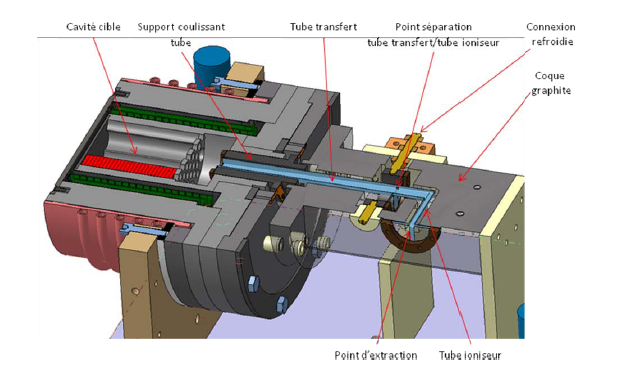 Cavité cible
Support coulissant
tube
Tube transfert
Point séparation
tube transfert/tube ioniseur
Connexion
refroidie
Coque
graphite
Point d'extraction
Tube ioniseur